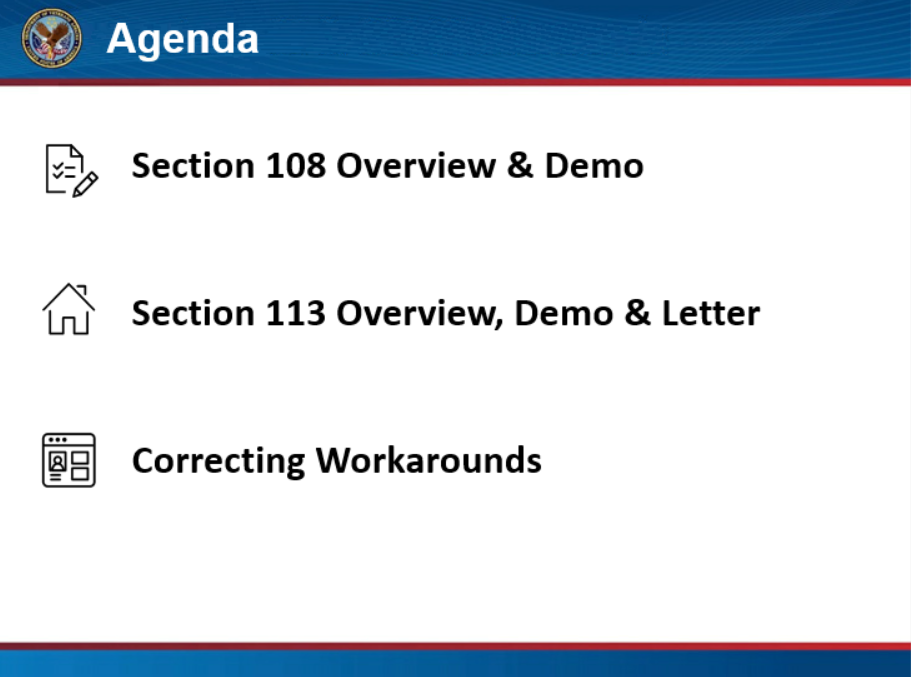 Agenda
Section 108 Overview & Demo
Section 113 Overview, Demo & Letter
Correcting Workarounds